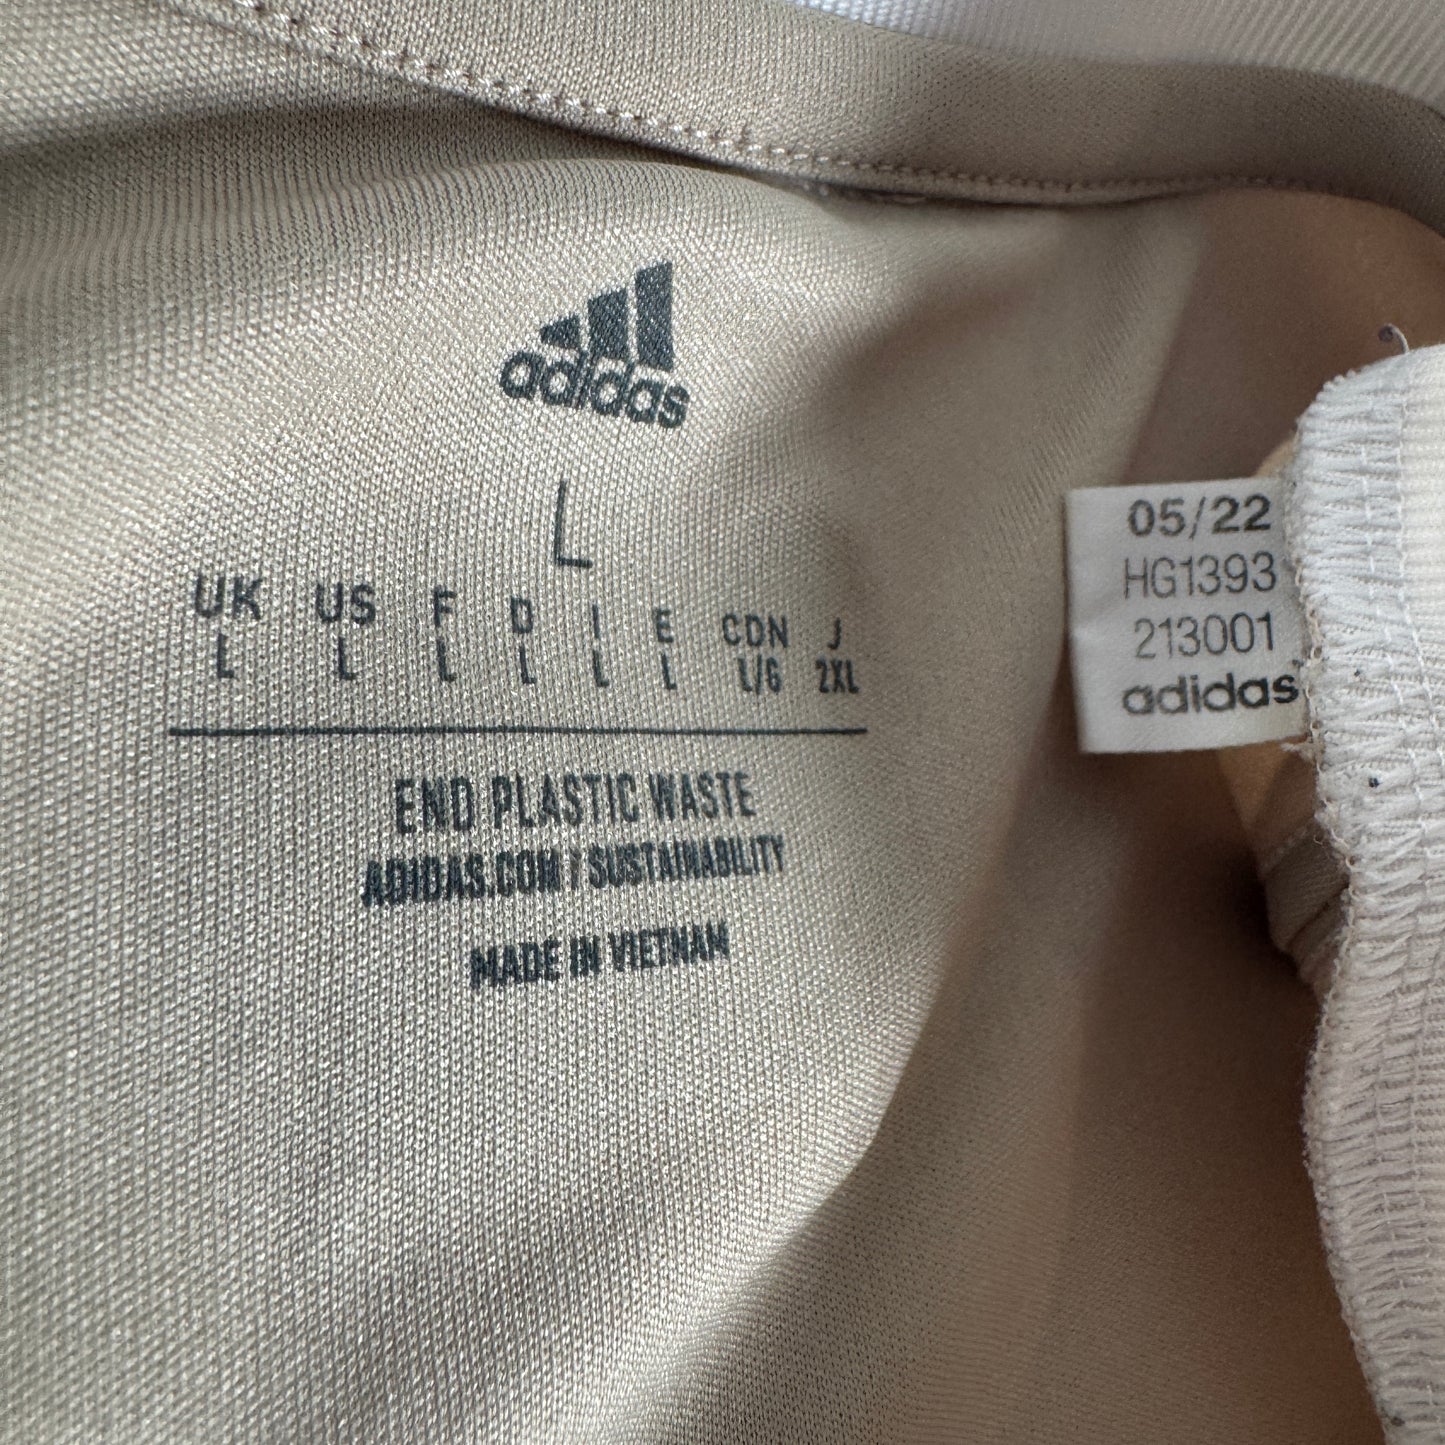 adidas
L
UK US F D I E CDN J
L L L L L L L/G 2XL
END PLASTIC WASTE
ADIDAS.COM / SUSTAINABILITY
MADE IN VIETNAM
05/22
HG1393
213001
adidas